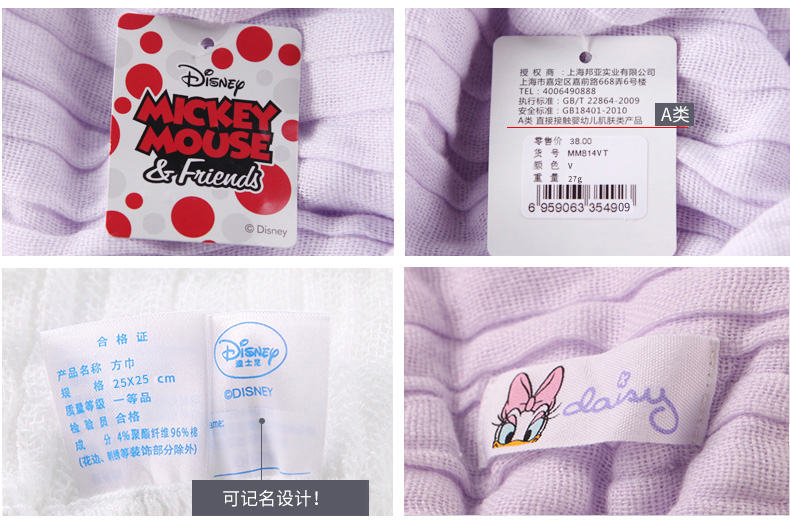 Disney
MICKEY
MOUSE
& Friends
© Disney
授 权 商 : 上海邦亚实业有限公司
上海市嘉定区嘉前路668弄6号楼
TEL : 4006490888
执行标准 : GB/T 22864-2009
安全标准 : GB18401-2010
A类 直接接触婴幼儿肌肤类产品
A类
零售价 38.00
货 号 MMB14VT
颜 色 V
重 量 27g
6 959063 354909
合 格 证
产品名称 方巾
规 格 25X25 cm
质量等级 一等品
检 验 员 合格
成 分 4%聚酯纤维96%棉
(花边、刺绣等装饰部分除外)
Disney
迪士尼
©DISNEY
ame:
可记名设计!
daisy